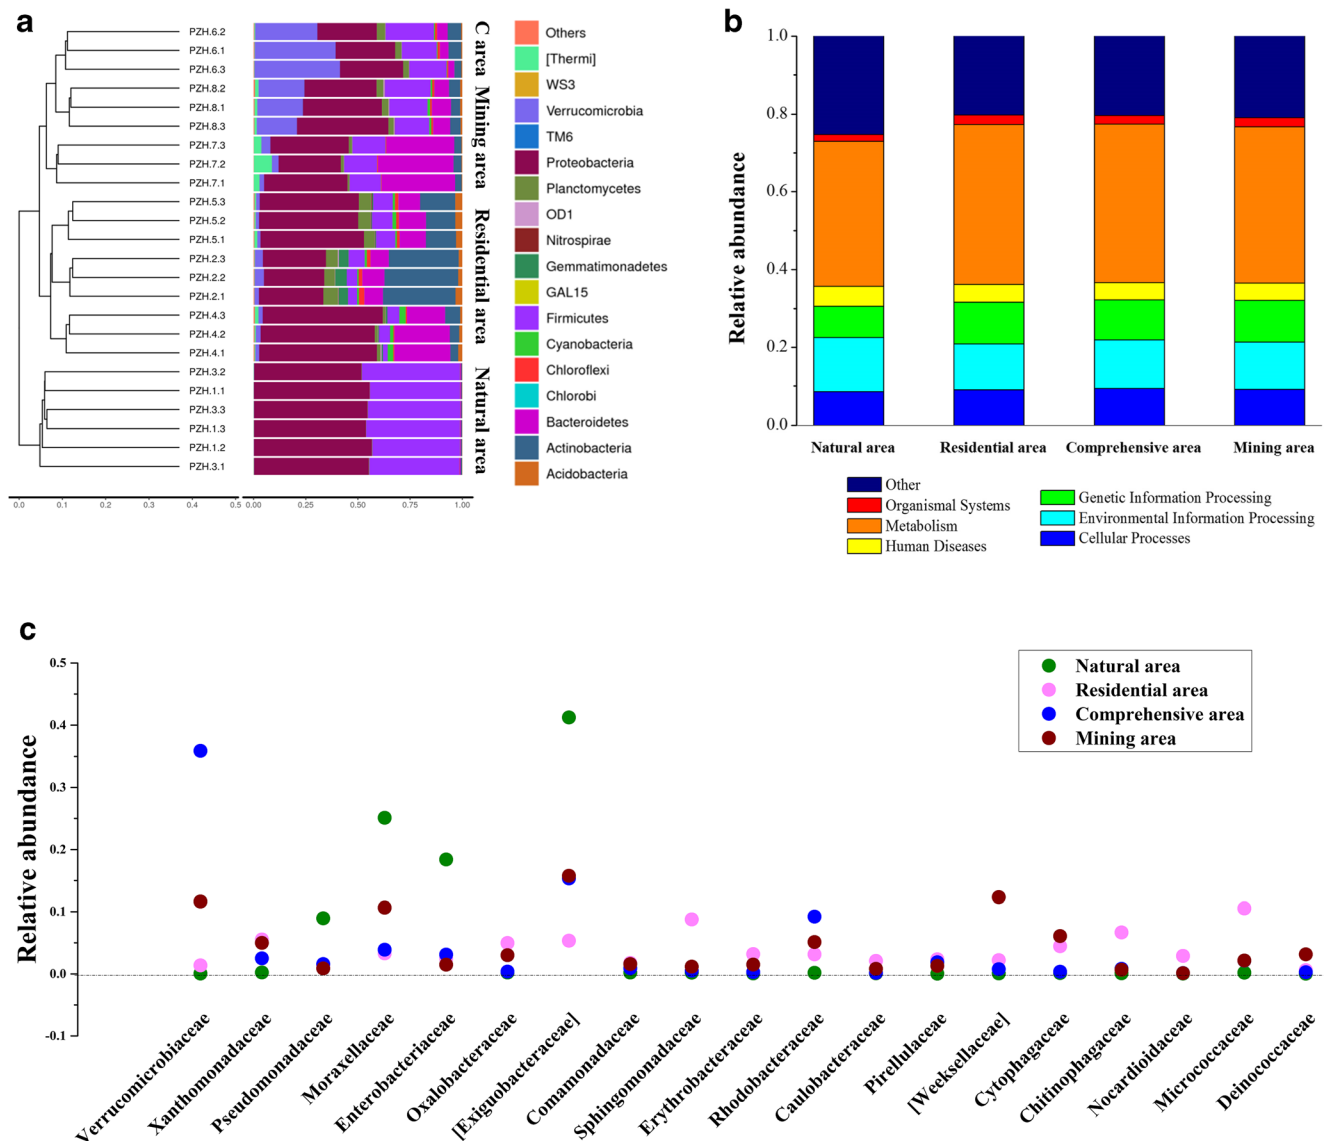 a
PZH.6.2
PZH.6.1
PZH.6.3
PZH.8.2
PZH.8.1
PZH.8.3
PZH.7.3
PZH.7.2
PZH.7.1
PZH.5.3
PZH.5.2
PZH.5.1
PZH.2.3
PZH.2.2
PZH.2.1
PZH.4.3
PZH.4.2
PZH.4.1
PZH.3.2
PZH.1.1
PZH.3.3
PZH.1.3
PZH.1.2
PZH.3.1
0.0 0.1 0.2 0.3 0.4 0.5
0.00 0.25 0.50 0.75 1.00
C area
Mining area
Residential area
Natural area
Others
[Thermi]
WS3
Verrucomicrobia
TM6
Proteobacteria
Planctomycetes
OD1
Nitrospirae
Gemmatimonadetes
GAL15
Firmicutes
Cyanobacteria
Chloroflexi
Chlorobi
Bacteroidetes
Actinobacteria
Acidobacteria
b
Relative abundance
1.0
0.8
0.6
0.4
0.2
0.0
Natural area Residential area Comprehensive area Mining area
Other
Organismal Systems
Metabolism
Human Diseases
Genetic Information Processing
Environmental Information Processing
Cellular Processes
c
Relative abundance
0.5
0.4
0.3
0.2
0.1
0.0
-0.1
Natural area
Residential area
Comprehensive area
Mining area
Verrucomicrobiaceae
Xanthomonadaceae
Pseudomonadaceae
Moraxellaceae
Enterobacteriaceae
Oxalobacteraceae
[Exiguobacteraceae]
Comamonadaceae
Sphingomonadaceae
Erythrobacteraceae
Rhodobacteraceae
Caulobacteraceae
Pirellulaceae
[Weeksellaceae]
Cytophagaceae
Chitinophagaceae
Nocardioidaceae
Micrococcaceae
Deinococcaceae